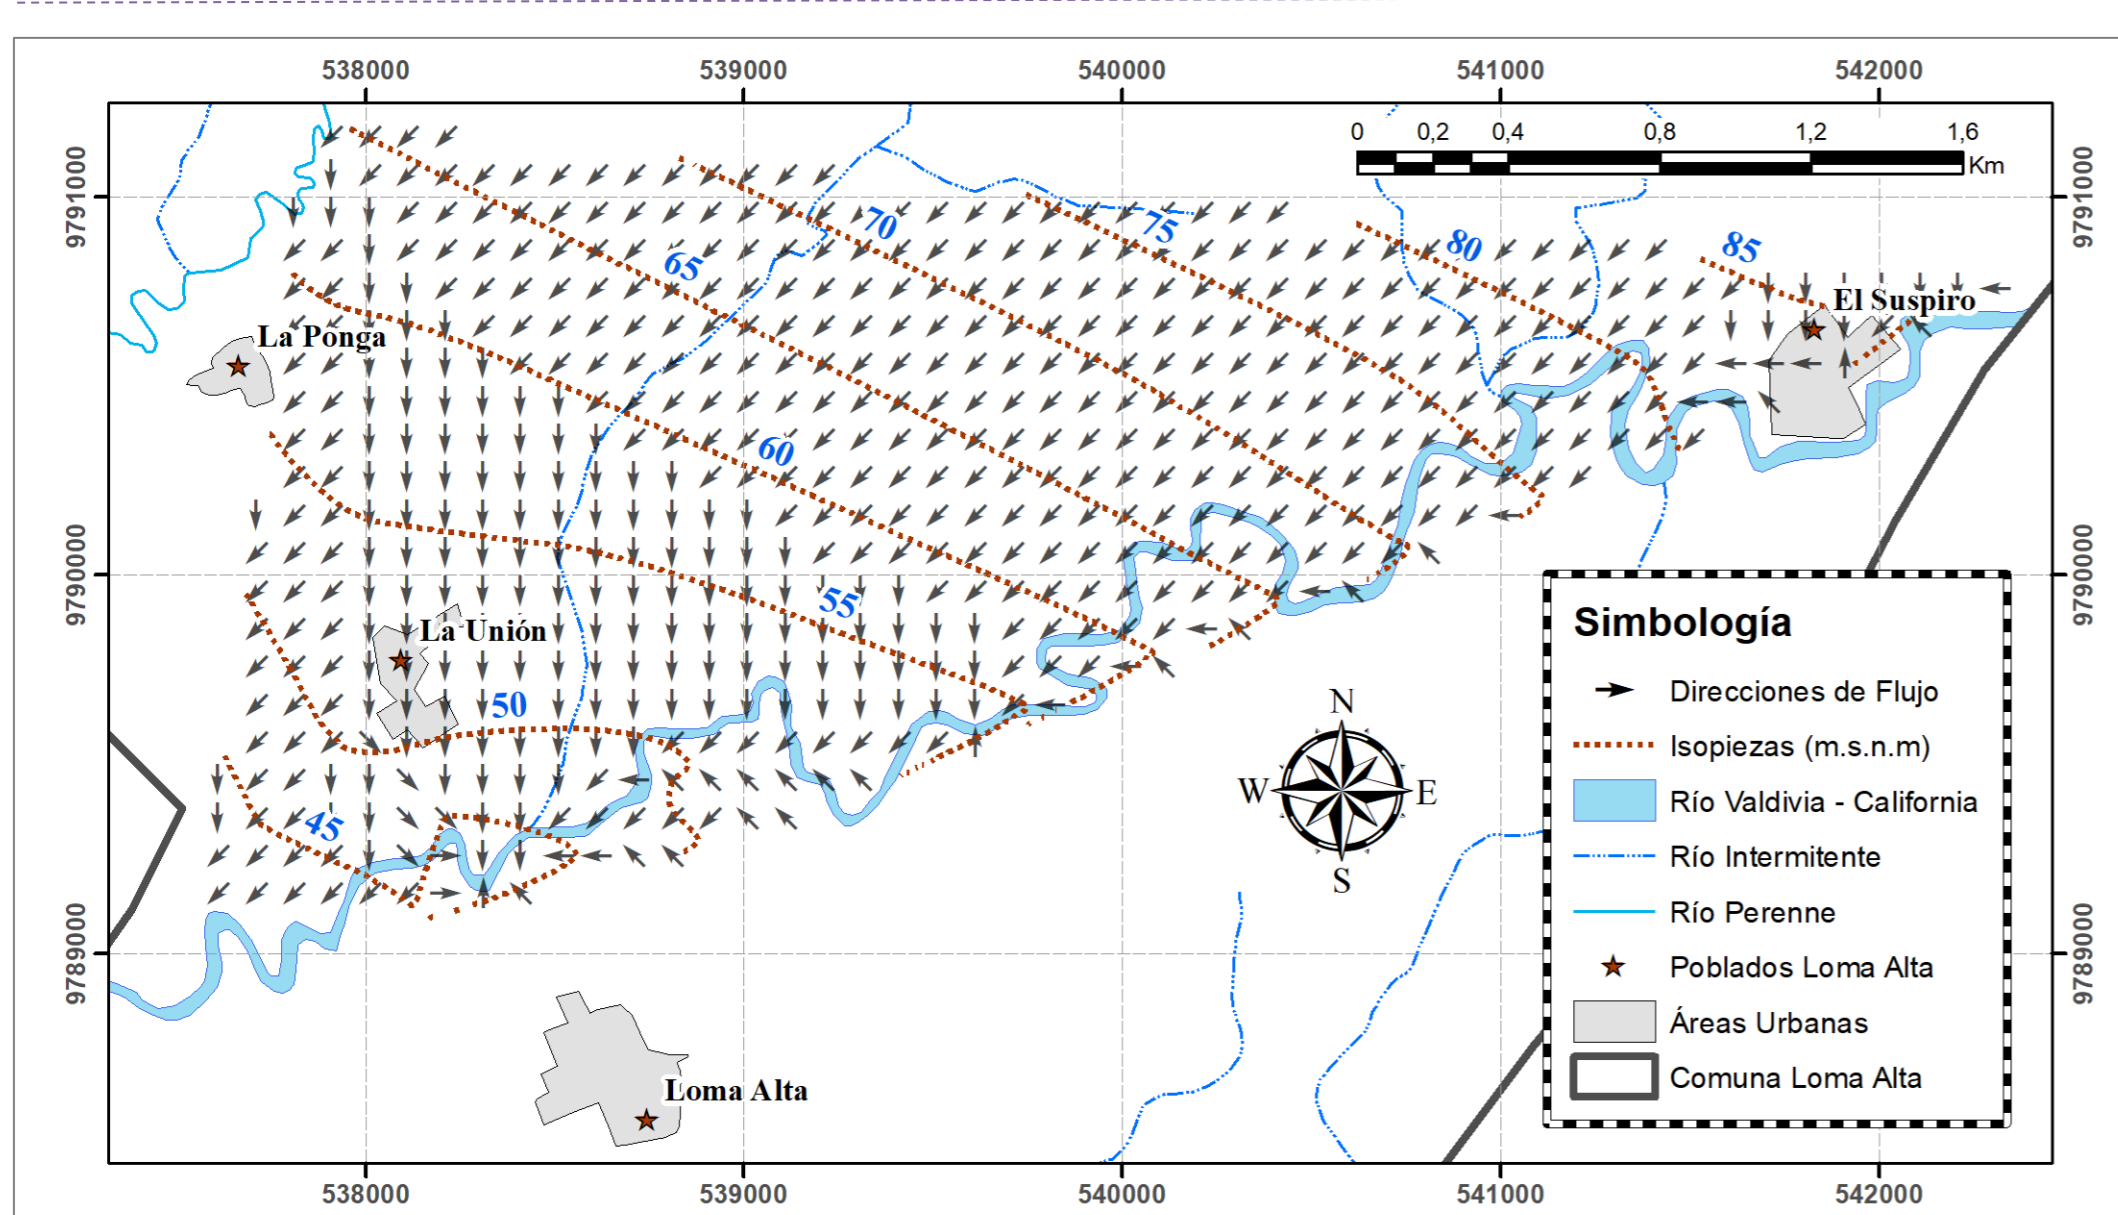 538000 539000 540000 541000 542000
0 0,2 0,4 0,8 1,2 1,6
Km
9791000 9791000
70 75 80 85
65
El Suspiro
La Ponga
60
9790000 9790000
55
La Unión
50
45
N
W E
S
Simbología
Direcciones de Flujo
Isopiezas (m.s.n.m)
Río Valdivia - California
Río Intermitente
Río Perenne
Poblados Loma Alta
Áreas Urbanas
Comuna Loma Alta
9789000 9789000
Loma Alta
538000 539000 540000 541000 542000